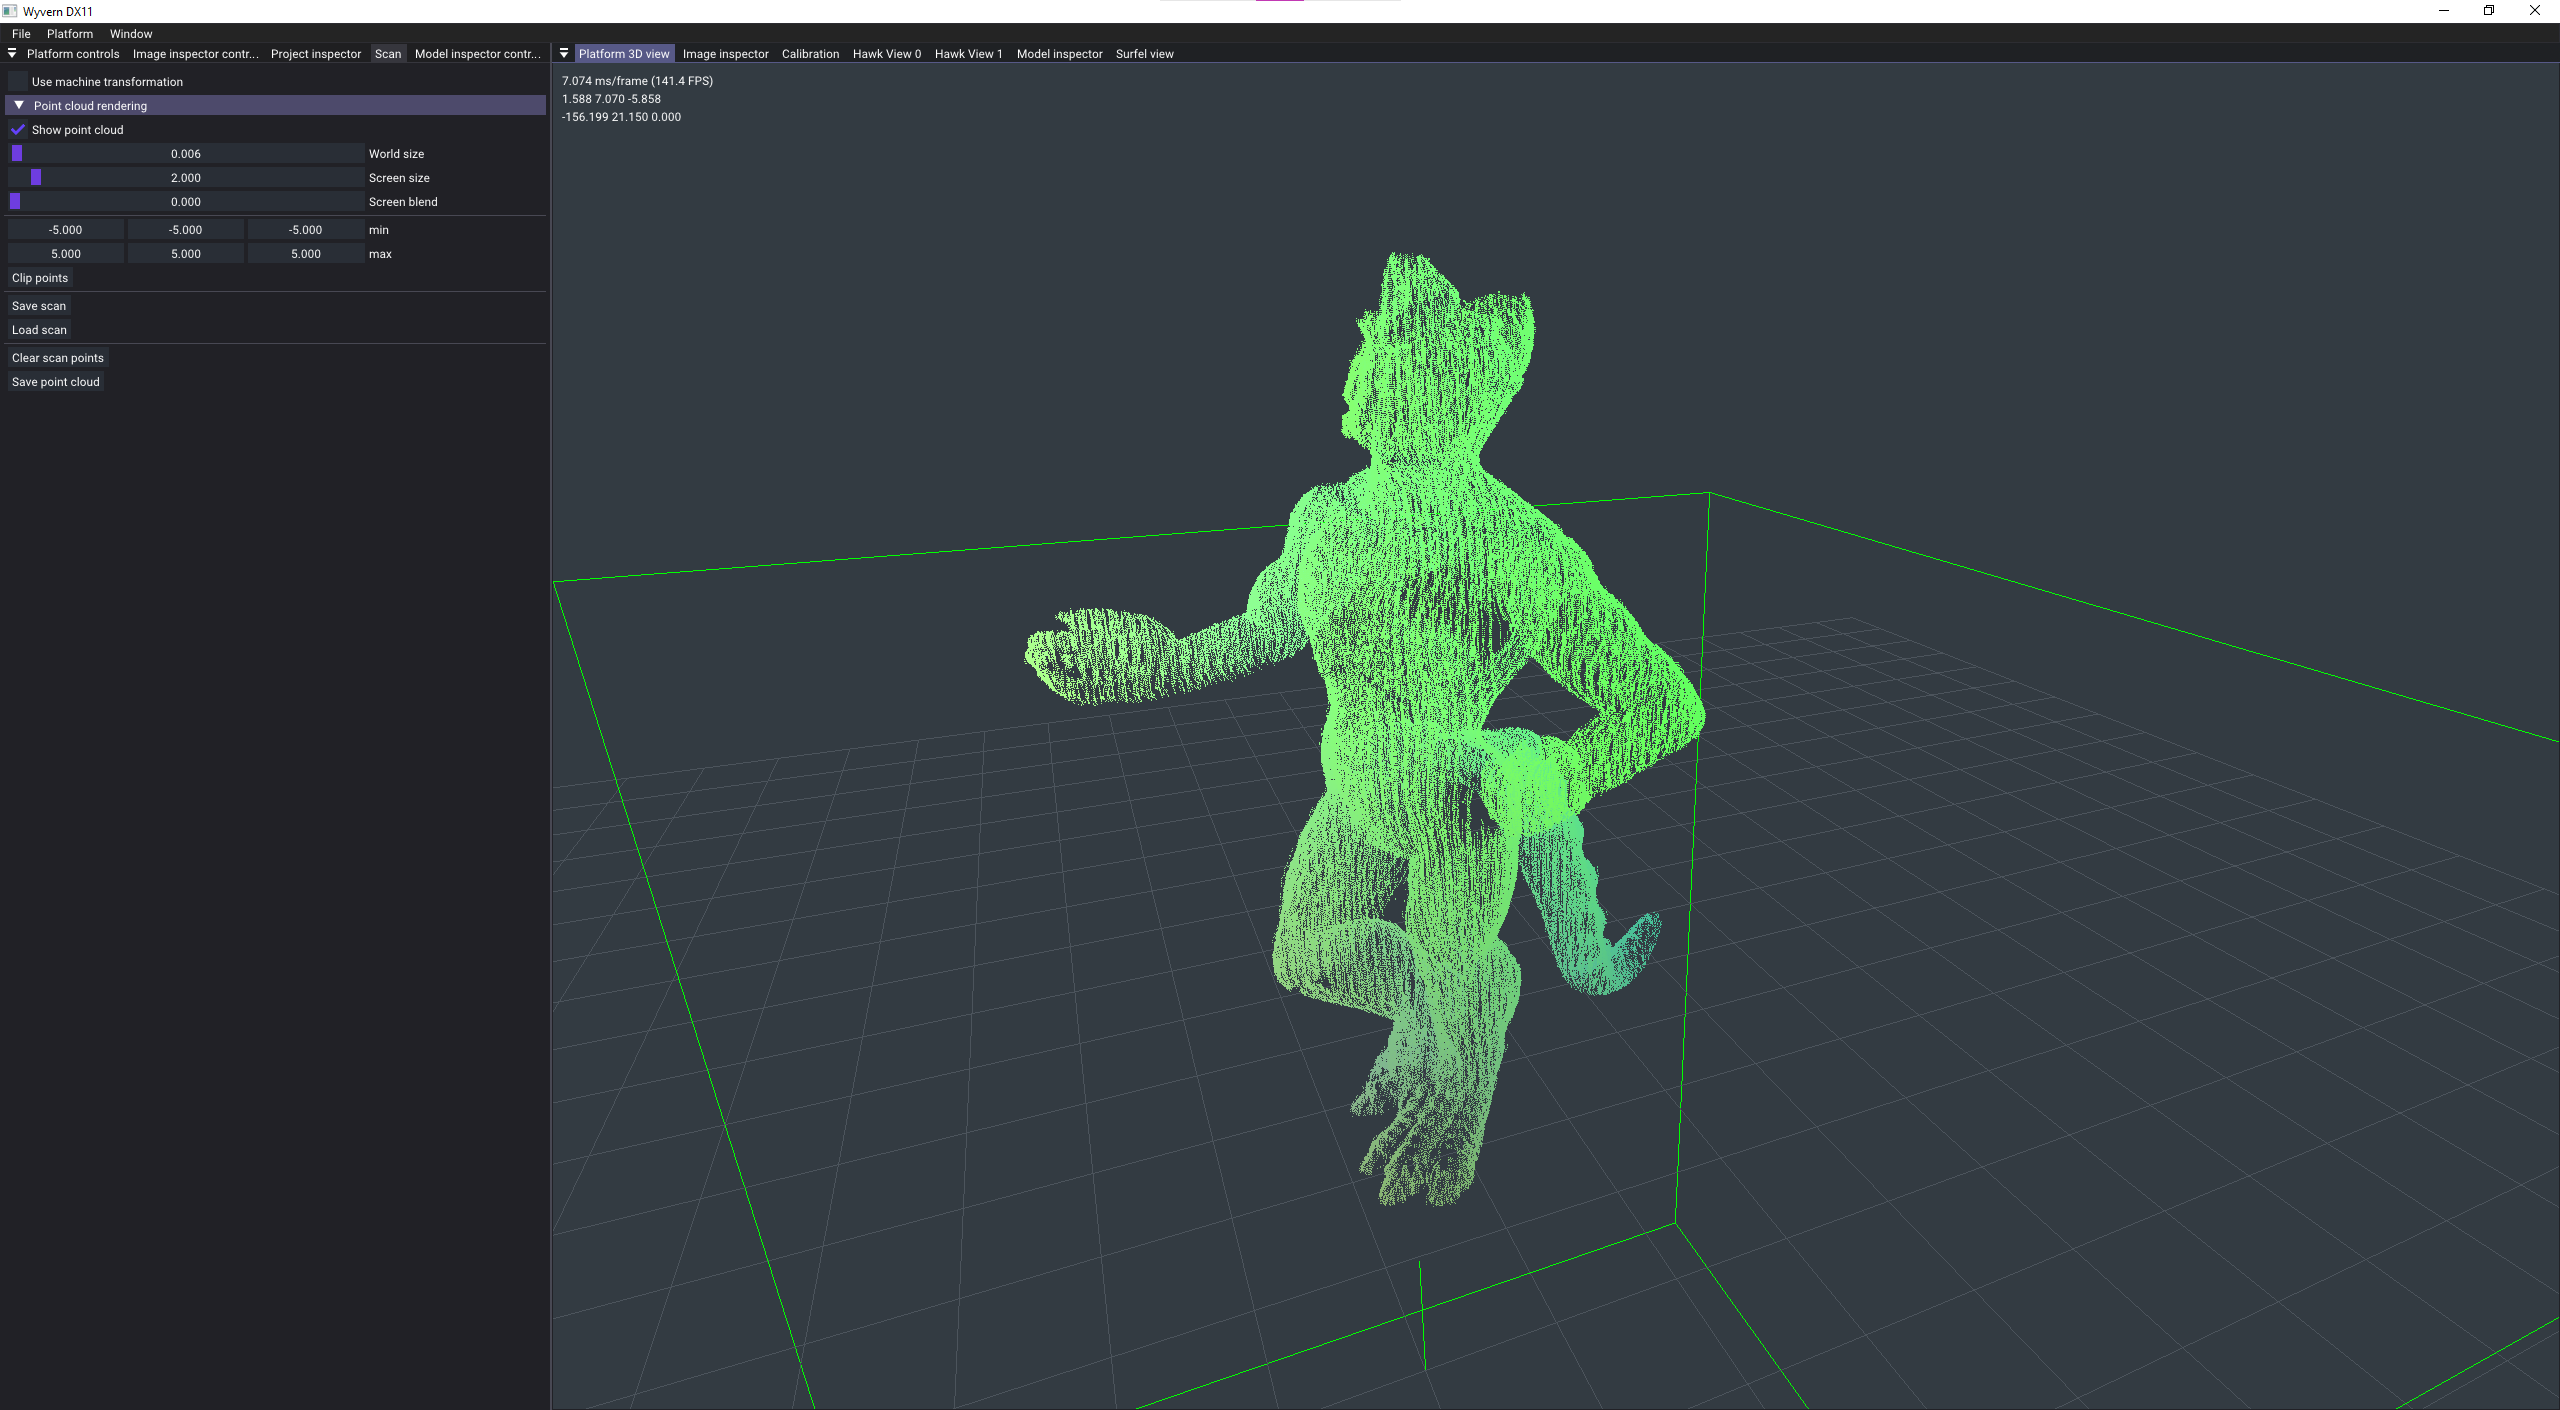 Wyvern DX11
File Platform Window
Platform controls Image inspector contr... Project inspector Scan Model inspector contr...
Platform 3D view Image inspector Calibration Hawk View 0 Hawk View 1 Model inspector Surfel view
Use machine transformation
Point cloud rendering
Show point cloud
0.006 World size
2.000 Screen size
0.000 Screen blend
-5.000 -5.000 -5.000 min
5.000 5.000 5.000 max
Clip points
Save scan
Load scan
Clear scan points
Save point cloud
7.074 ms/frame (141.4 FPS)
1.588 7.070 -5.858
-156.199 21.150 0.000